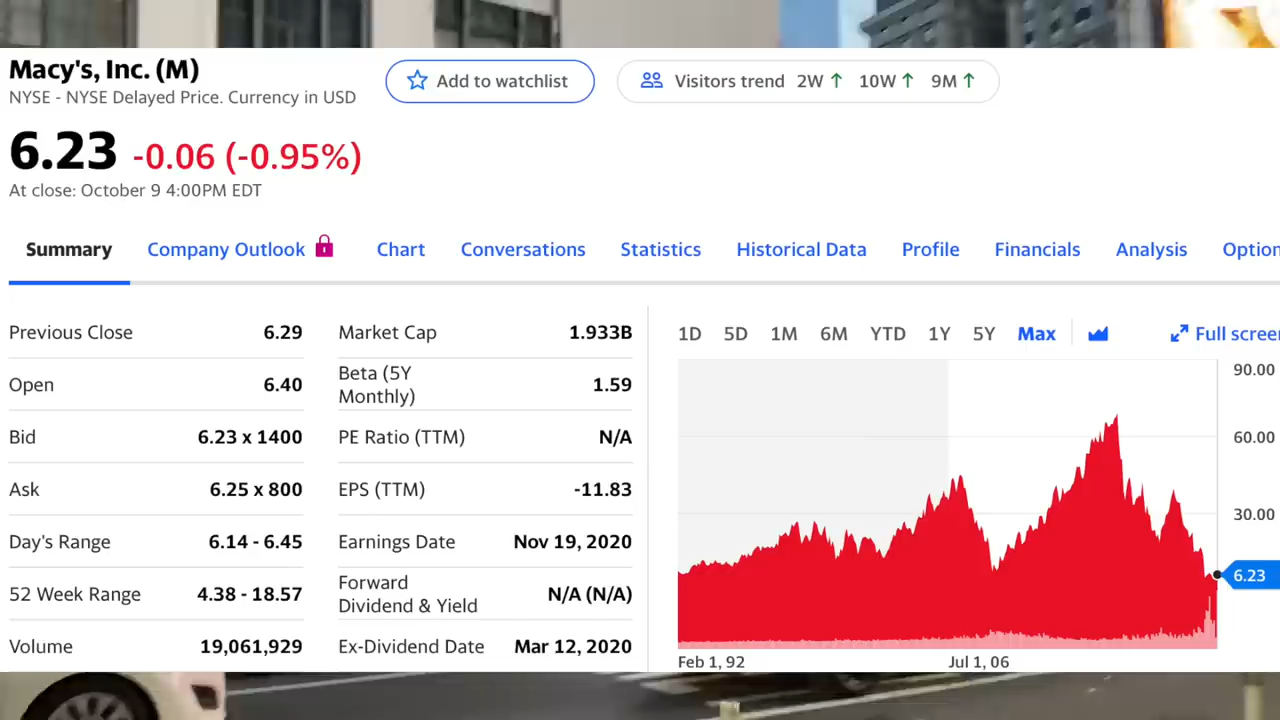 Macy's, Inc. (M)
NYSE - NYSE Delayed Price. Currency in USD
Add to watchlist
Visitors trend 2W ↑ 10W ↑ 9M ↑
6.23 -0.06 (-0.95%)
At close: October 9 4:00PM EDT
Summary Company Outlook Chart Conversations Statistics Historical Data Profile Financials Analysis Option
Previous Close 6.29
Open 6.40
Bid 6.23 x 1400
Ask 6.25 x 800
Day's Range 6.14 - 6.45
52 Week Range 4.38 - 18.57
Volume 19,061,929
Market Cap 1.933B
Beta (5Y
Monthly) 1.59
PE Ratio (TTM) N/A
EPS (TTM) -11.83
Earnings Date Nov 19, 2020
Forward
Dividend & Yield N/A (N/A)
Ex-Dividend Date Mar 12, 2020
1D 5D 1M 6M YTD 1Y 5Y Max Full screen
90.00
60.00
30.00
6.23
Feb 1, 92 Jul 1, 06